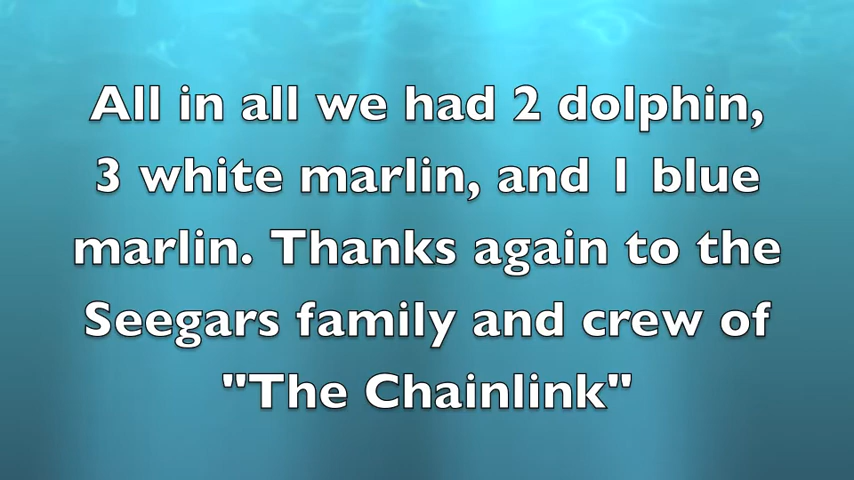 All in all we had 2 dolphin,
3 white marlin, and 1 blue
marlin. Thanks again to the
Seegars family and crew of
"The Chainlink"